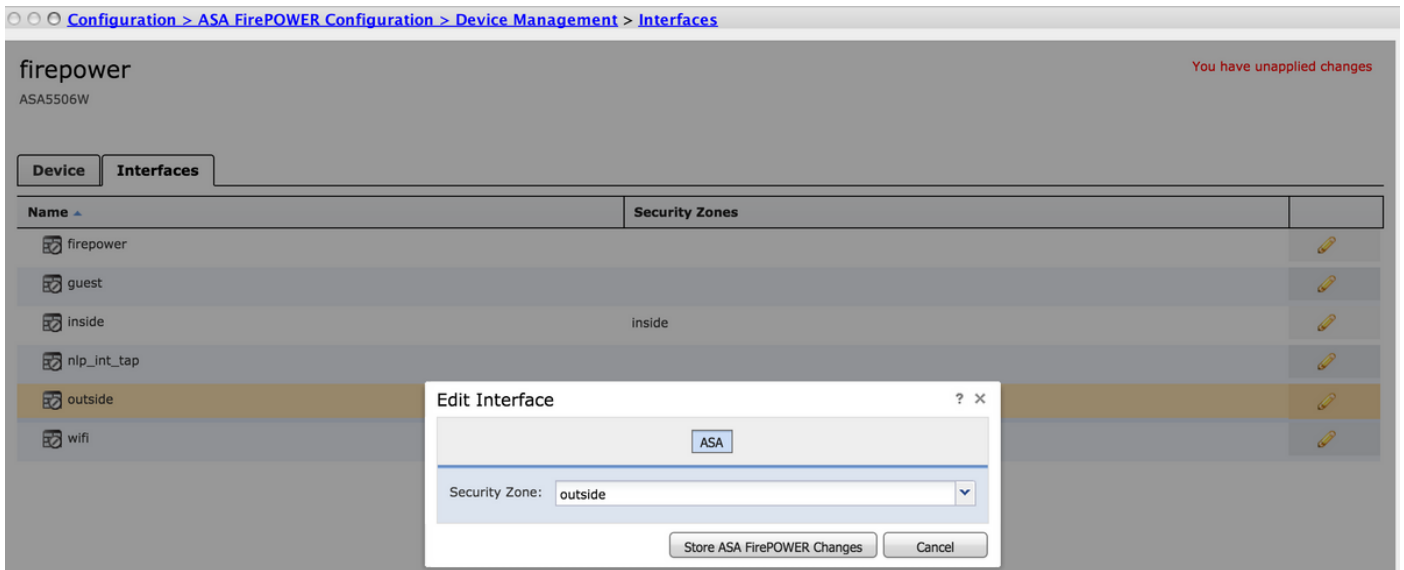 Configuration > ASA FirePOWER Configuration > Device Management > Interfaces
firepower
You have unapplied changes
ASA5506W
Device Interfaces
Name Security Zones
firepower
guest
inside inside
nlp_int_tap
outside
wifi
Edit Interface ? ×
ASA
Security Zone: outside
Store ASA FirePOWER Changes Cancel